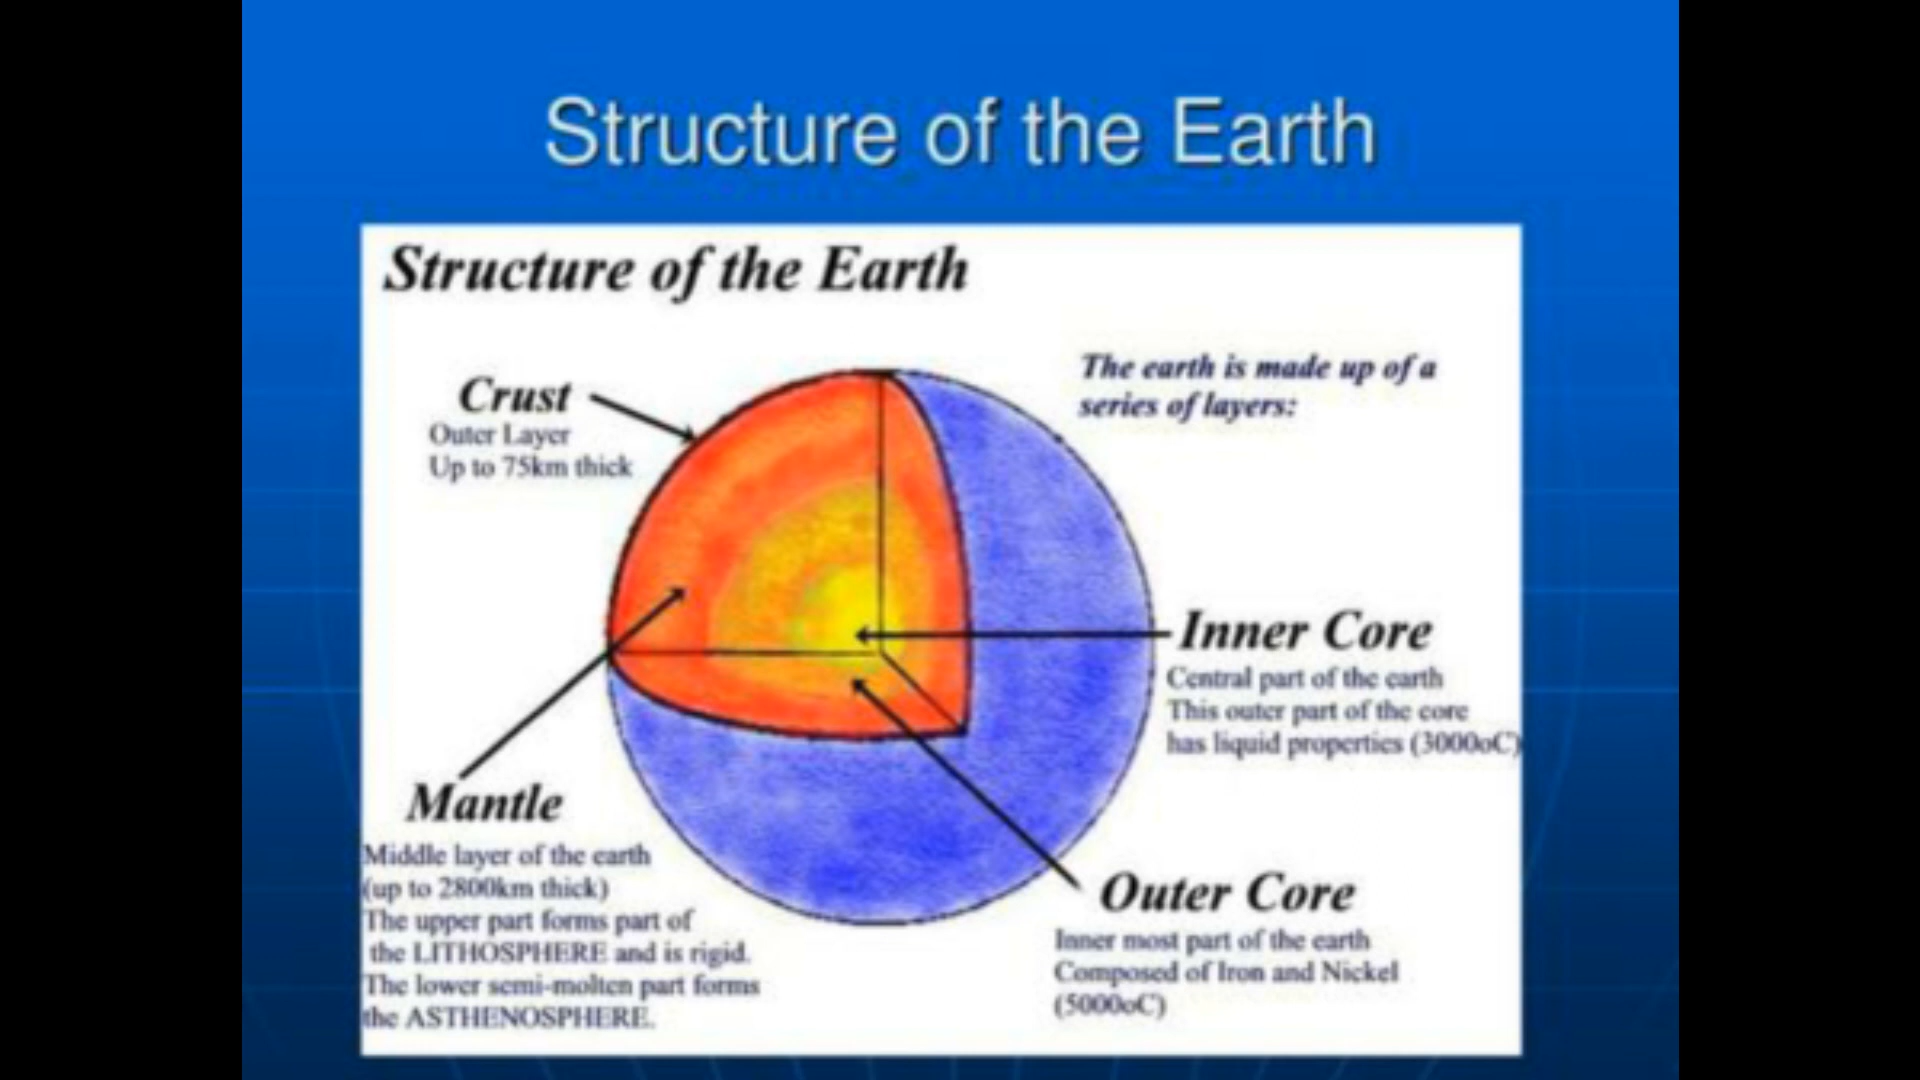 Structure of the Earth
Structure of the Earth
The earth is made up of a
series of layers:
Crust
Outer Layer
Up to 75km thick
Inner Core
Central part of the earth
This outer part of the core
has liquid properties (3000oC)
Mantle
Middle layer of the earth
(up to 2800km thick)
The upper part forms part of
the LITHOSPHERE and is rigid.
The lower semi-molten part forms
the ASTHENOSPHERE.
Outer Core
Inner most part of the earth
Composed of Iron and Nickel
(5000oC)